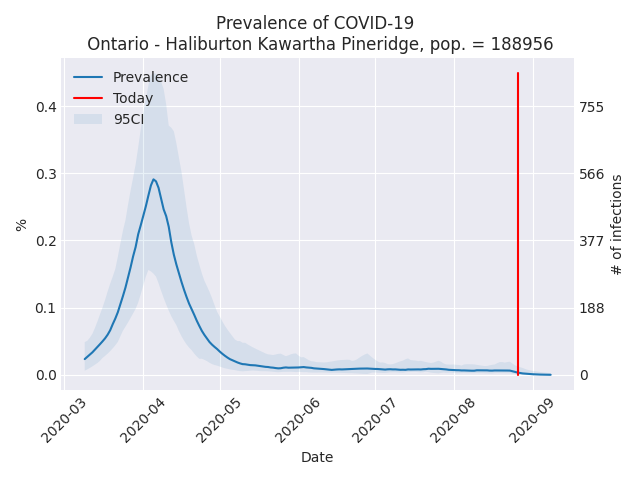 Prevalence of COVID-19
Ontario - Haliburton Kawartha Pineridge, pop. = 188956
Prevalence
Today
95CI
0.4
0.3
0.2
0.1
0.0
%
755
566
377
188
0
# of infections
2020-03
2020-04
2020-05
2020-06
2020-07
2020-08
2020-09
Date